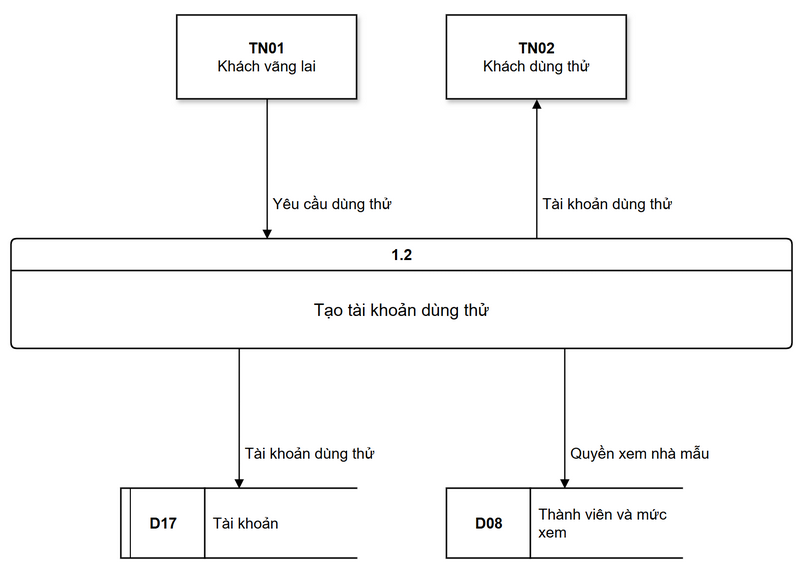 TN01
Khách vãng lai
TN02
Khách dùng thử
Yêu cầu dùng thử
Tài khoản dùng thử
1.2
Tạo tài khoản dùng thử
Tài khoản dùng thử
Quyền xem nhà mẫu
D17
Tài khoản
D08
Thành viên và mức
xem